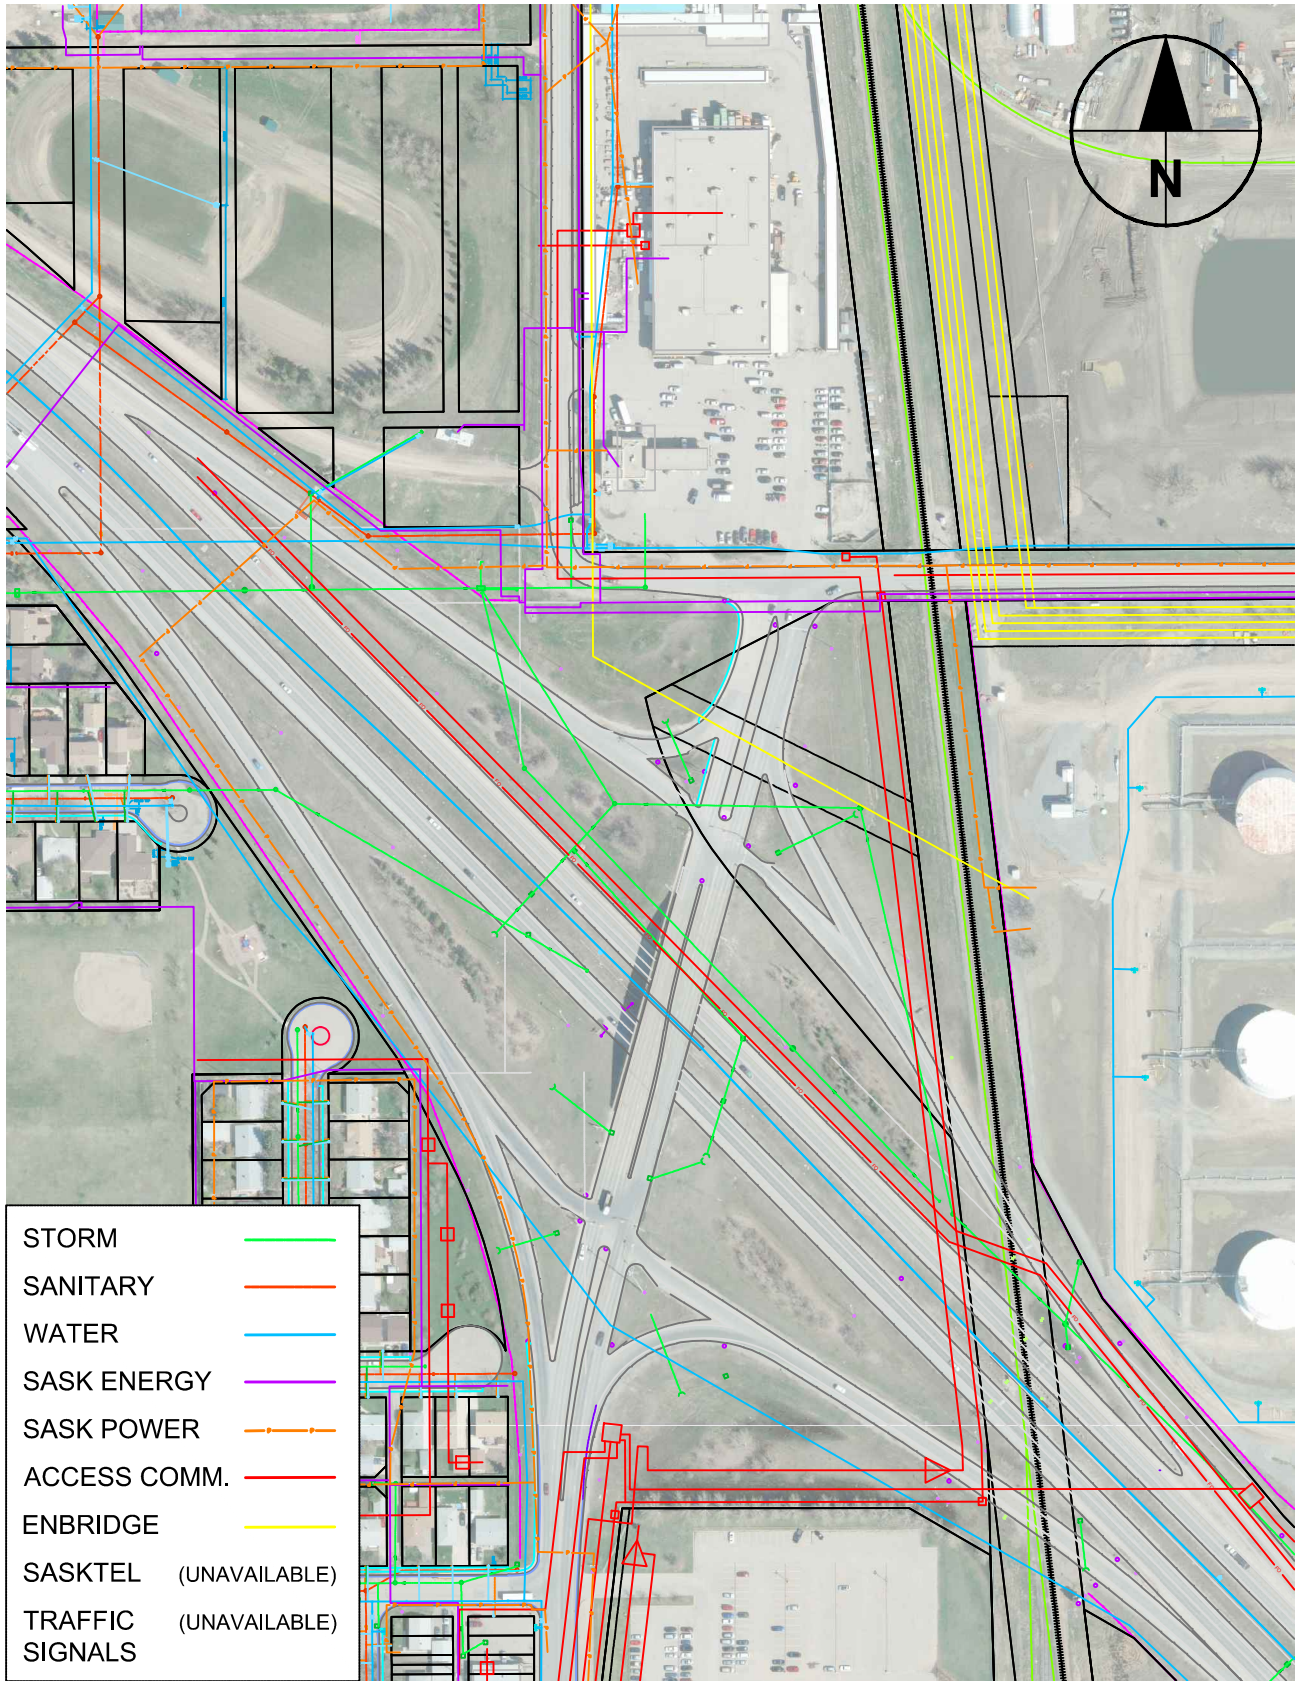 N
STORM
SANITARY
WATER
SASK ENERGY
SASK POWER
ACCESS COMM.
ENBRIDGE
SASKTEL (UNAVAILABLE)
TRAFFIC (UNAVAILABLE)
SIGNALS